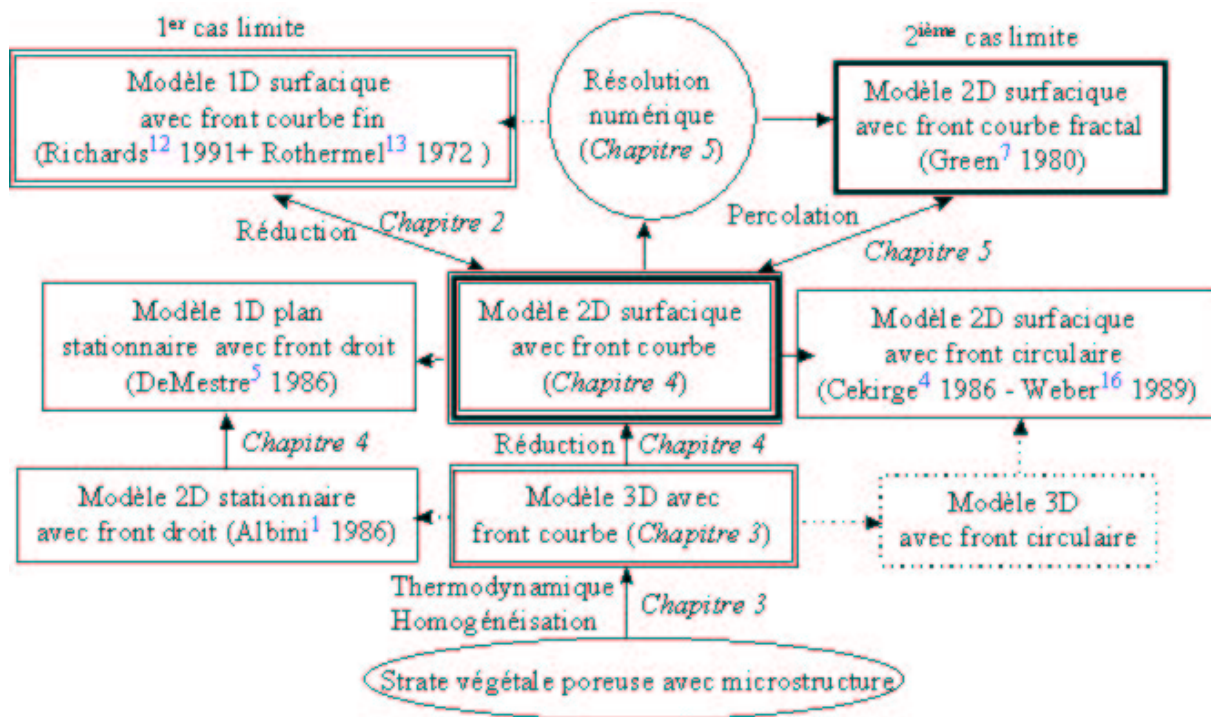 1er cas limite
Modèle 1D surfacique
avec front courbe fin
(Richards12 1991+ Rothermel13 1972 )
Résolution
numérique
(Chapitre 5)
2ième cas limite
Modèle 2D surfacique
avec front courbe fractal
(Green7 1980)
Réduction
Chapitre 2
Percolation
Chapitre 5
Modèle 1D plan
stationnaire avec front droit
(DeMestre5 1986)
Modèle 2D surfacique
avec front courbe
(Chapitre 4)
Modèle 2D surfacique
avec front circulaire
(Cekirge4 1986 - Weber16 1989)
Chapitre 4
Réduction
Chapitre 4
Modèle 2D stationnaire
avec front droit (Albini1 1986)
Modèle 3D avec
front courbe (Chapitre 3)
Modèle 3D
avec front circulaire
Thermodynamique
Homogénéisation
Chapitre 3
Strate végétale poreuse avec microstructure